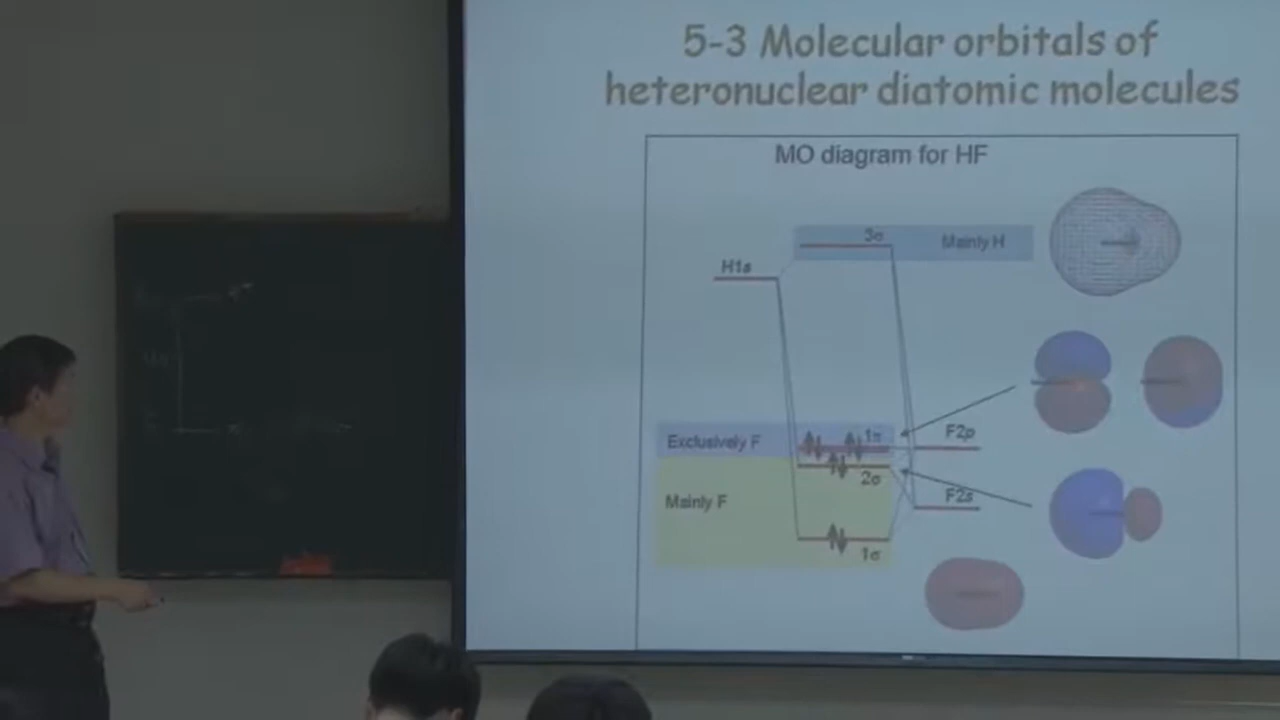 5-3 Molecular orbitals of
heteronuclear diatomic molecules
MO diagram for HF
3σ
Mainly H
H1s
Exclusively F
1π
F2p
2σ
Mainly F
F2s
1σ